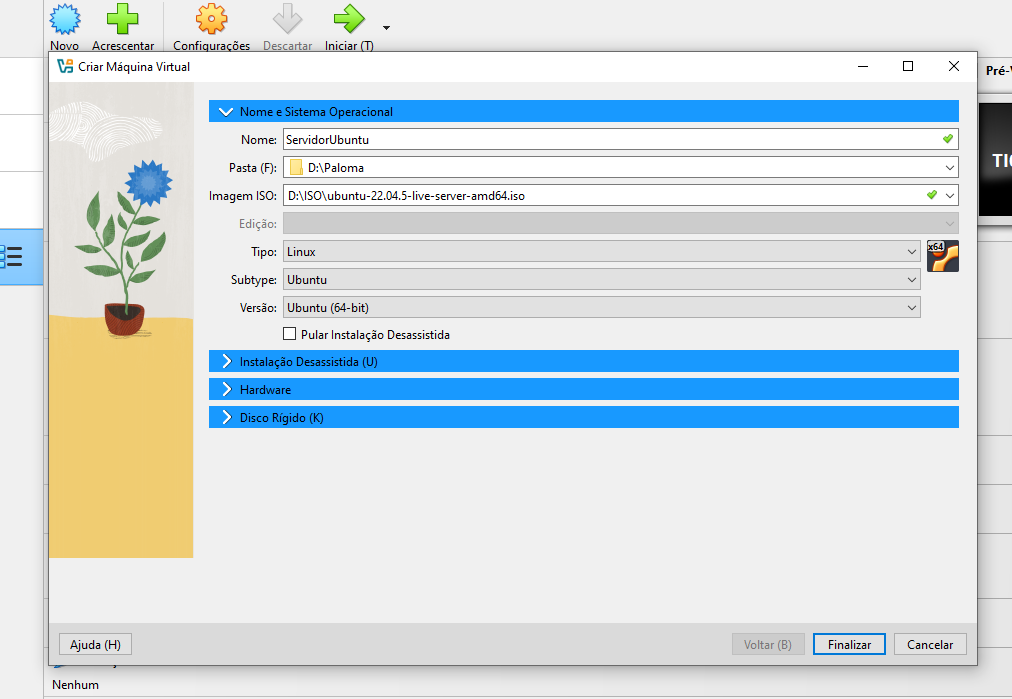 Novo Acrescentar Configurações Descartar Iniciar (T)
Criar Máquina Virtual
Pré-
Nome e Sistema Operacional
Nome: ServidorUbuntu
Pasta (F): D:\Paloma
Imagem ISO: D:\ISO\ubuntu-22.04.5-live-server-amd64.iso
Edição:
Tipo: Linux
x64
Subtype: Ubuntu
Versão: Ubuntu (64-bit)
Pular Instalação Desassistida
Instalação Desassistida (U)
Hardware
Disco Rígido (K)
Ajuda (H) Voltar (B) Finalizar Cancelar
Nenhum